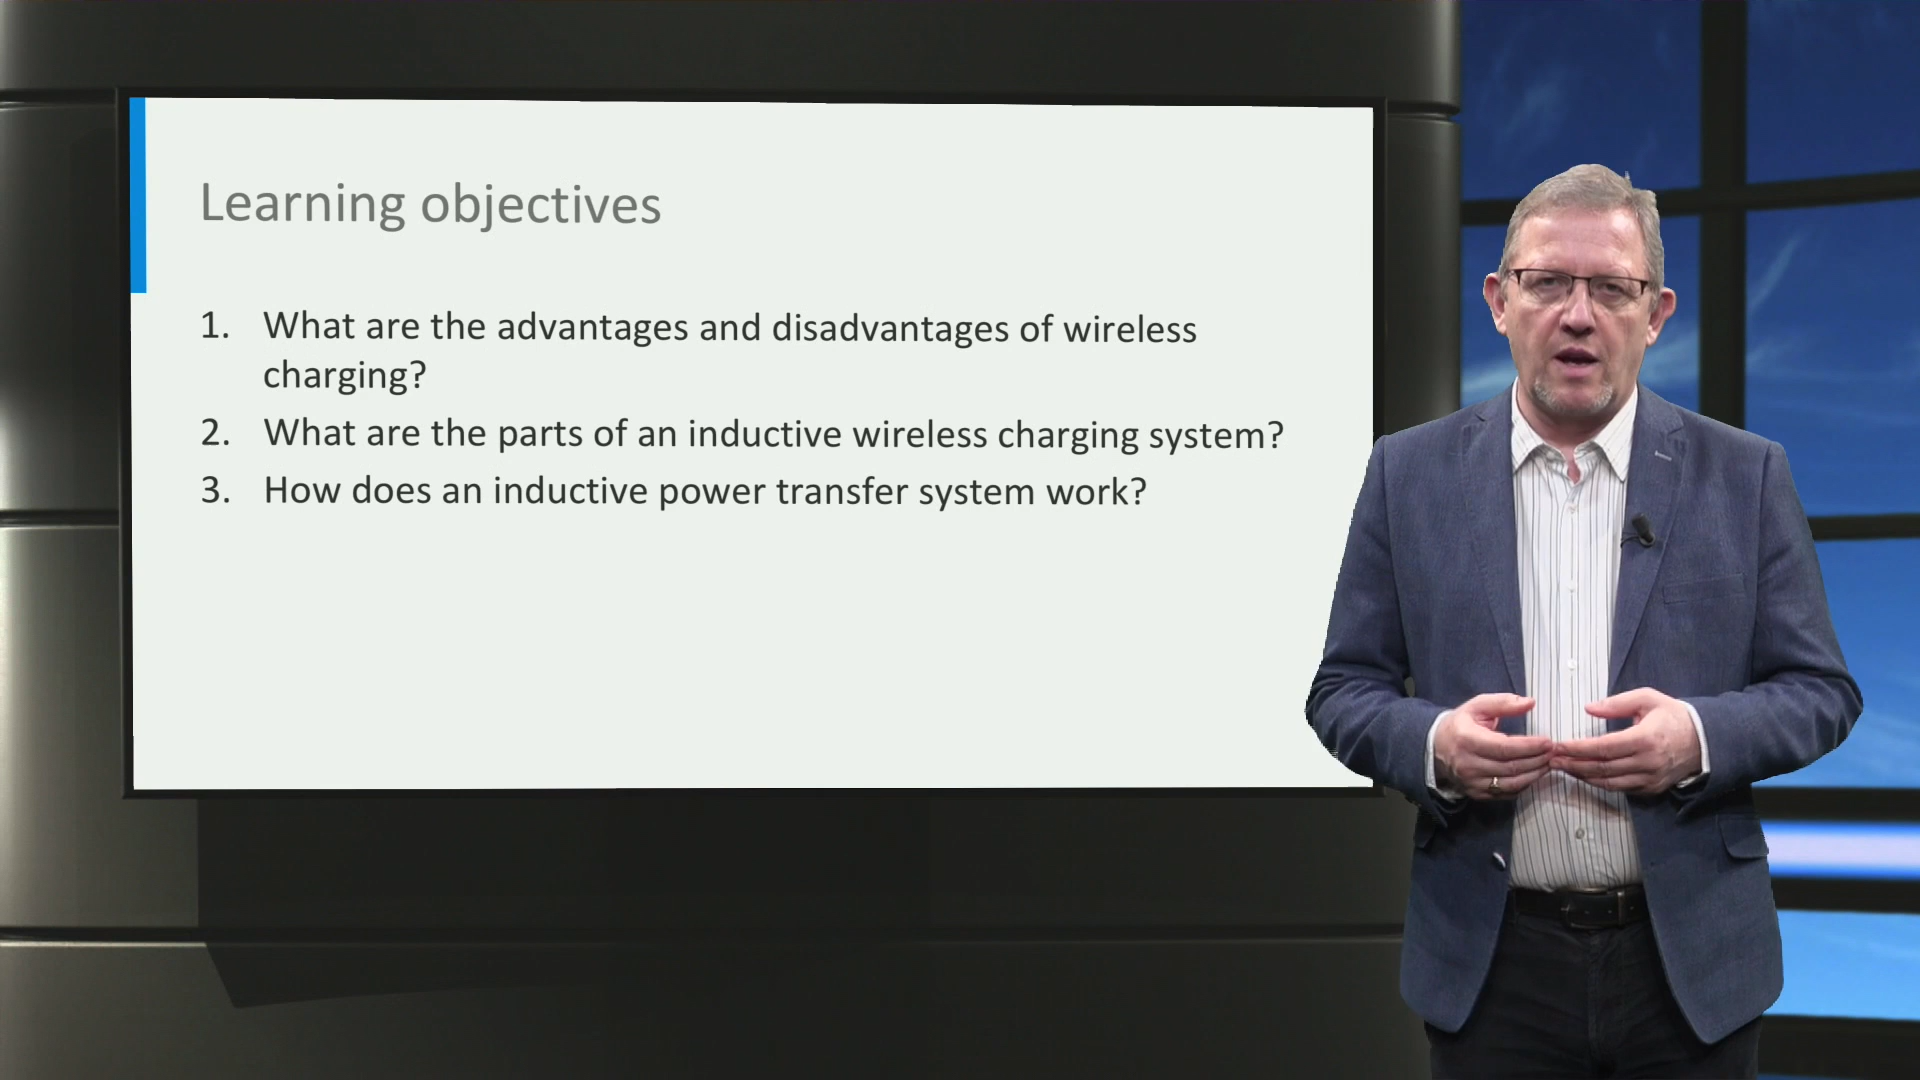 Learning objectives
1. What are the advantages and disadvantages of wireless
charging?
2. What are the parts of an inductive wireless charging system?
3. How does an inductive power transfer system work?